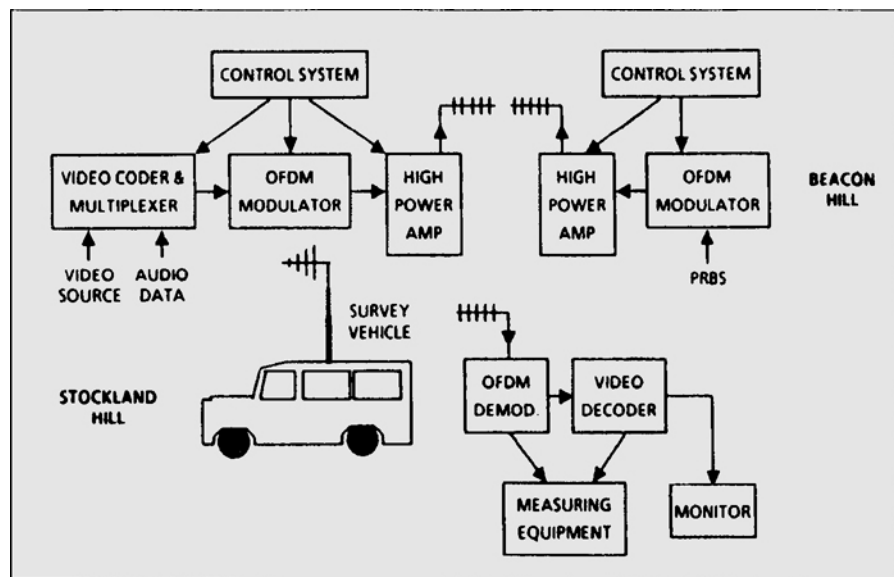 CONTROL SYSTEM
CONTROL SYSTEM
VIDEO CODER &
MULTIPLEXER
OFDM
MODULATOR
HIGH
POWER
AMP
HIGH
POWER
AMP
OFDM
MODULATOR
BEACON
HILL
VIDEO
SOURCE
AUDIO
DATA
PRBS
SURVEY
VEHICLE
STOCKLAND
HILL
OFDM
DEMOD.
VIDEO
DECODER
MEASURING
EQUIPMENT
MONITOR